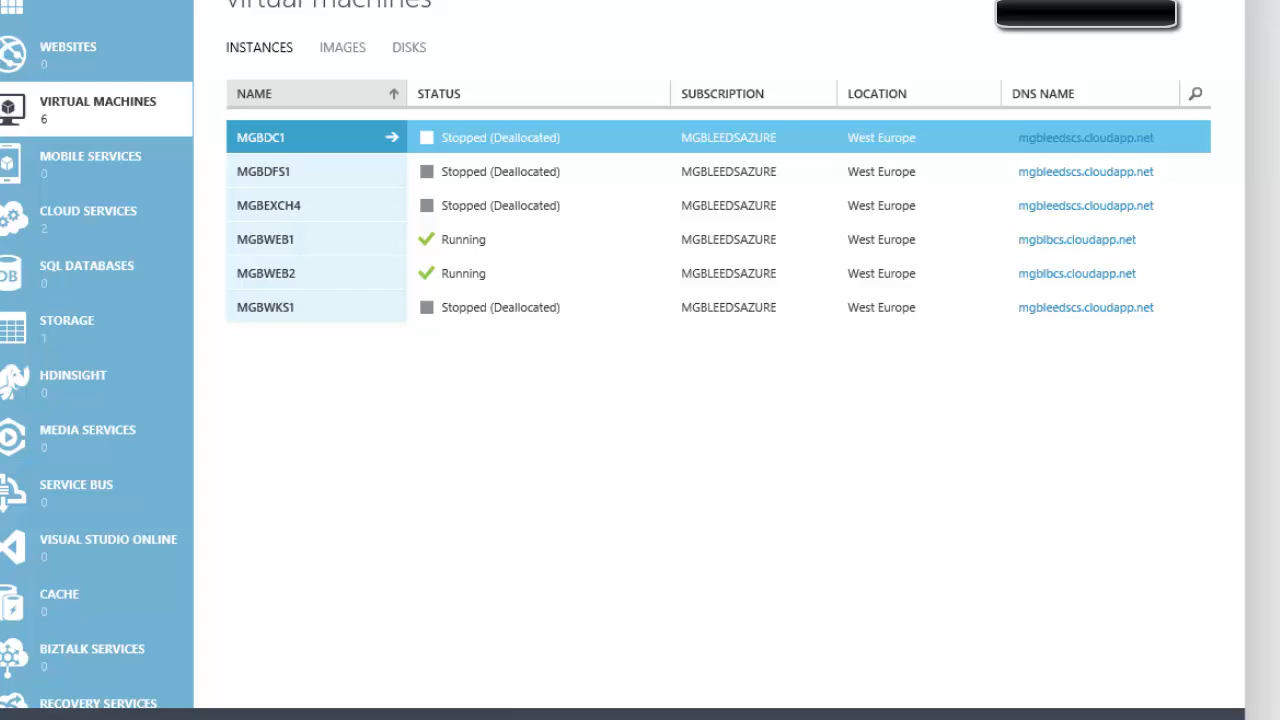 virtual machines
INSTANCES IMAGES DISKS
NAME STATUS SUBSCRIPTION LOCATION DNS NAME
MGBDC1 Stopped (Deallocated) MGBLEEDSAZURE West Europe mgbleedscs.cloudapp.net
MGBDFS1 Stopped (Deallocated) MGBLEEDSAZURE West Europe mgbleedscs.cloudapp.net
MGBEXCH4 Stopped (Deallocated) MGBLEEDSAZURE West Europe mgbleedscs.cloudapp.net
MGBWEB1 Running MGBLEEDSAZURE West Europe mgblbcs.cloudapp.net
MGBWEB2 Running MGBLEEDSAZURE West Europe mgblbcs.cloudapp.net
MGBWKS1 Stopped (Deallocated) MGBLEEDSAZURE West Europe mgbleedscs.cloudapp.net
WEBSITES
0
VIRTUAL MACHINES
6
MOBILE SERVICES
0
CLOUD SERVICES
2
DB
SQL DATABASES
0
STORAGE
1
HDINSIGHT
0
MEDIA SERVICES
0
SERVICE BUS
0
VISUAL STUDIO ONLINE
0
CACHE
0
BIZTALK SERVICES
0
RECOVERY SERVICES